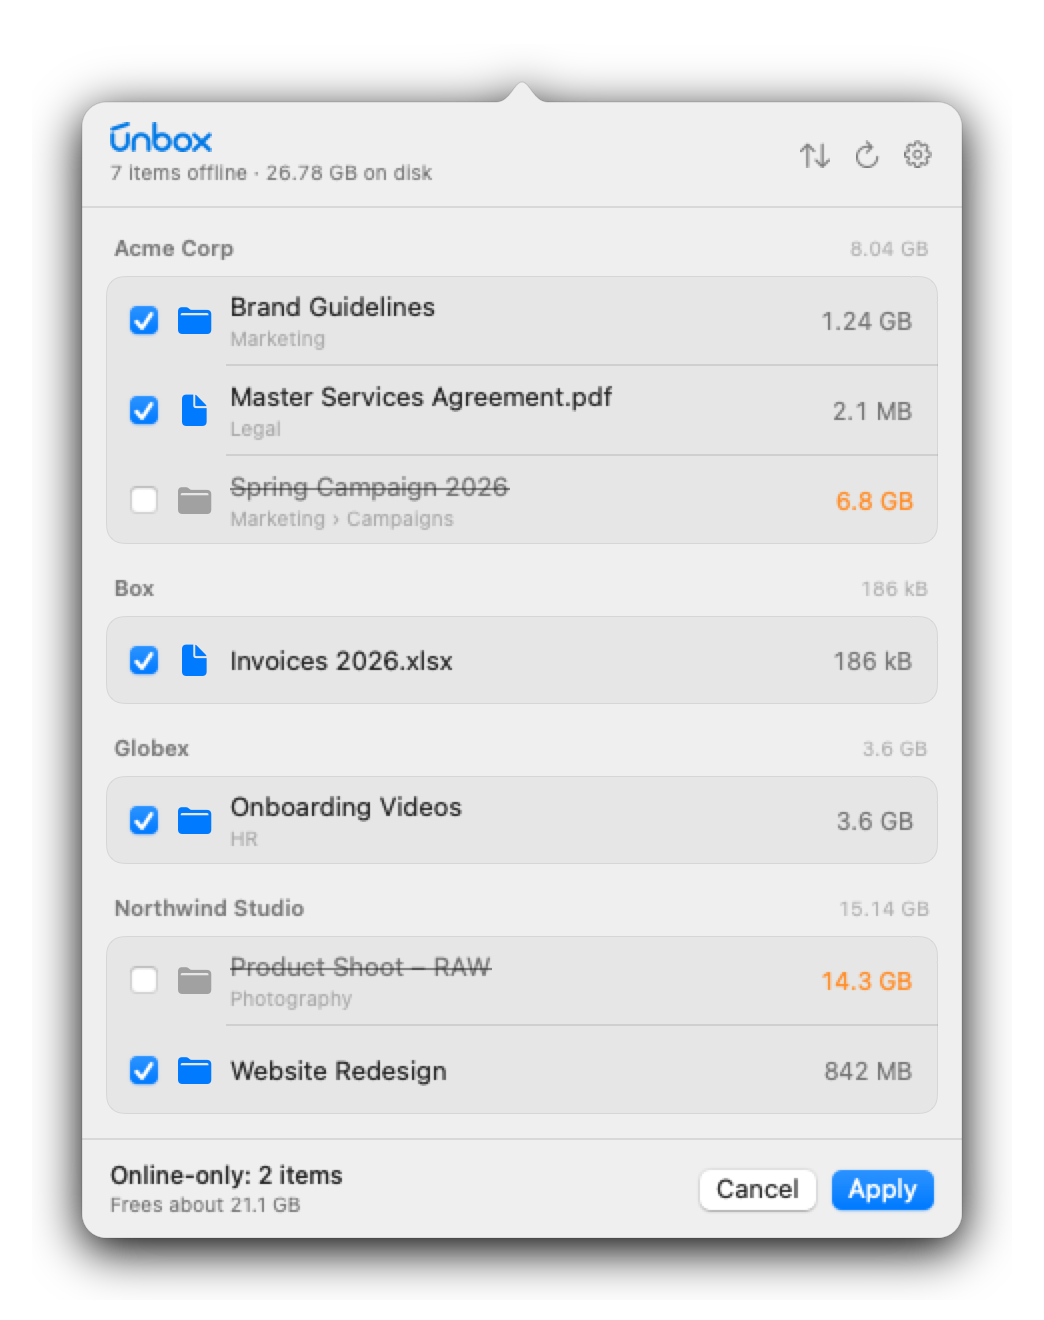 Unbox
7 items offline · 26.78 GB on disk
Acme Corp 8.04 GB
Brand Guidelines
Marketing
1.24 GB
Master Services Agreement.pdf
Legal
2.1 MB
Spring Campaign 2026
Marketing › Campaigns
6.8 GB
Box 186 kB
Invoices 2026.xlsx 186 kB
Globex 3.6 GB
Onboarding Videos
HR
3.6 GB
Northwind Studio 15.14 GB
Product Shoot – RAW
Photography
14.3 GB
Website Redesign 842 MB
Online-only: 2 items
Frees about 21.1 GB
Cancel Apply